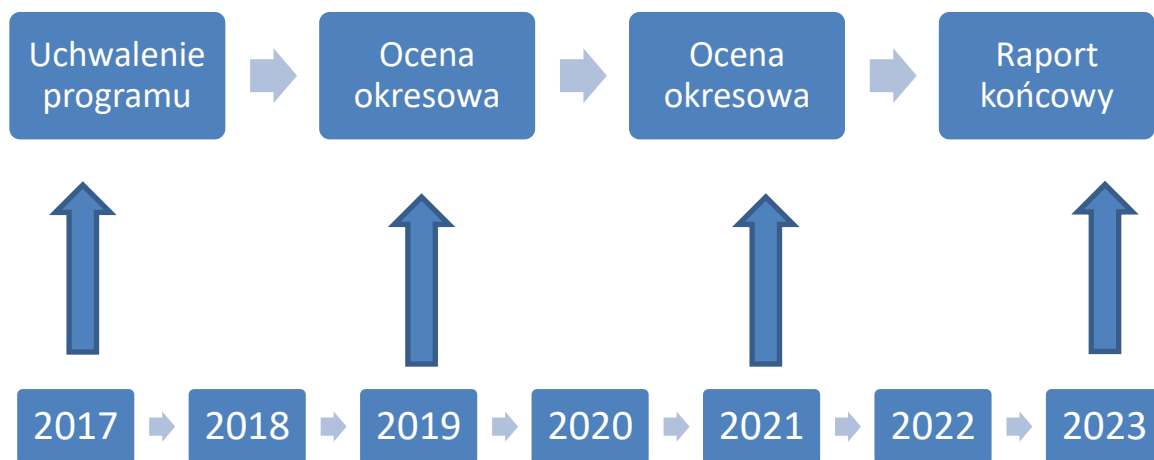 Uchwalenie
programu
Ocena
okresowa
Ocena
okresowa
Raport
końcowy
2017
2018
2019
2020
2021
2022
2023